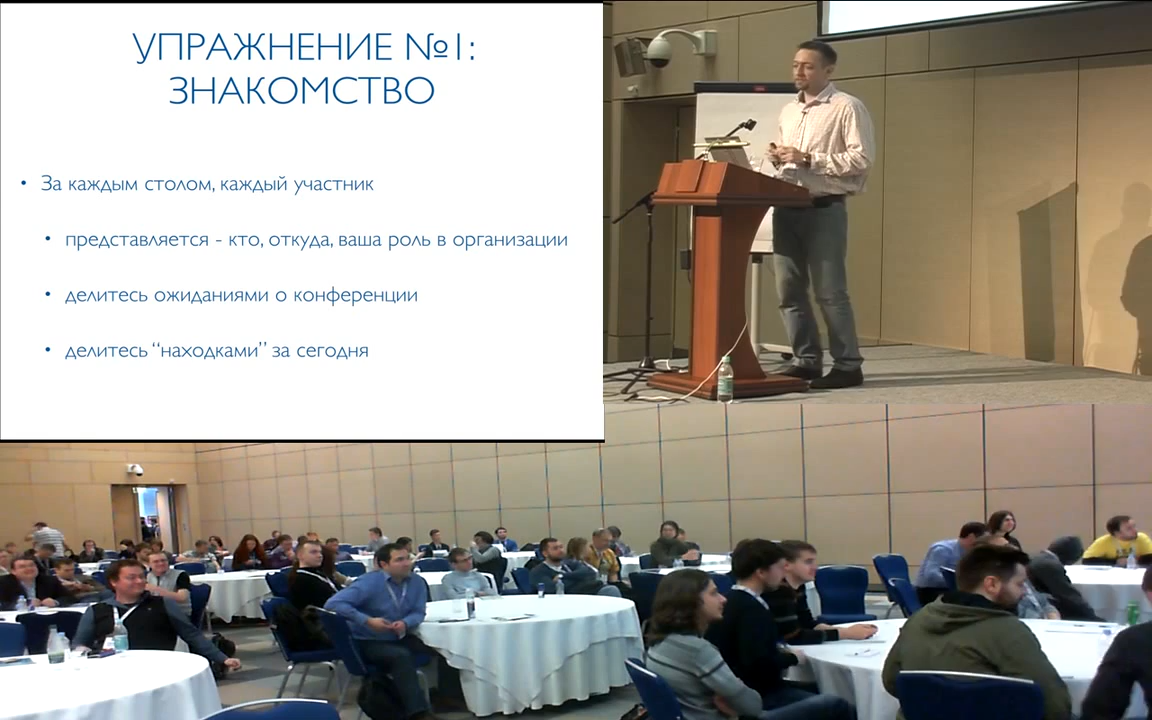 УПРАЖНЕНИЕ №1:
ЗНАКОМСТВО
• За каждым столом, каждый участник
• представляется - кто, откуда, ваша роль в организации
• делитесь ожиданиями о конференции
• делитесь “находками” за сегодня